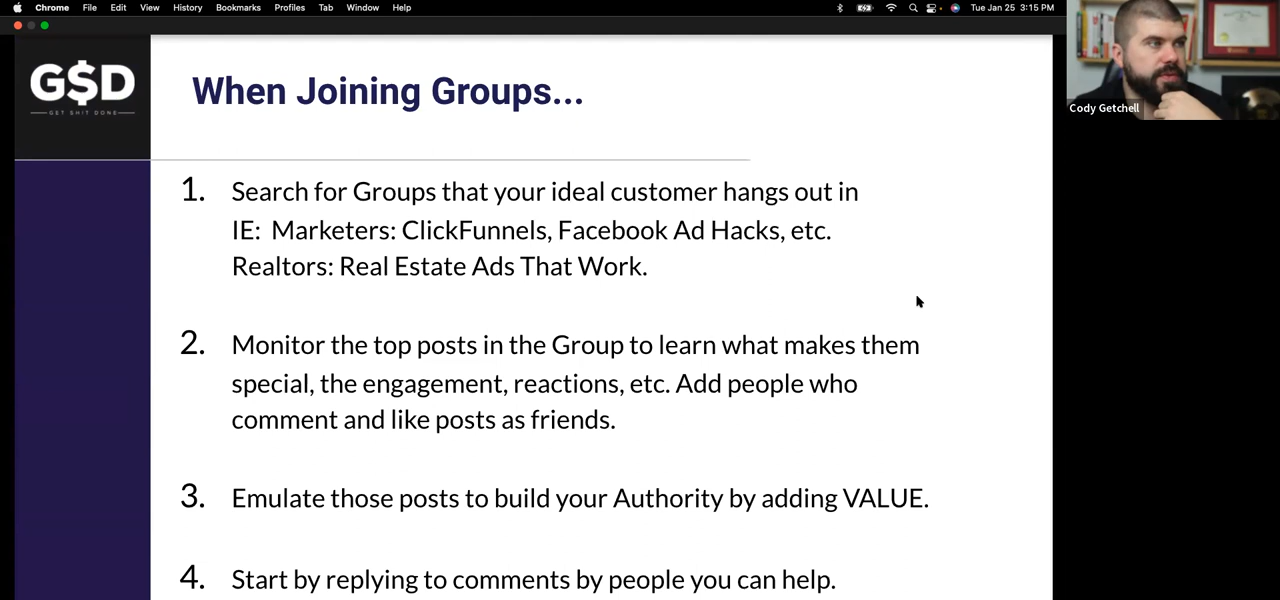 Chrome File Edit View History Bookmarks Profiles Tab Window Help Tue Jan 25 3:15 PM
G$D
GET SHIT DONE
When Joining Groups...
Cody Getchell
1. Search for Groups that your ideal customer hangs out in
IE: Marketers: ClickFunnels, Facebook Ad Hacks, etc.
Realtors: Real Estate Ads That Work.
2. Monitor the top posts in the Group to learn what makes them
special, the engagement, reactions, etc. Add people who
comment and like posts as friends.
3. Emulate those posts to build your Authority by adding VALUE.
4. Start by replying to comments by people you can help.